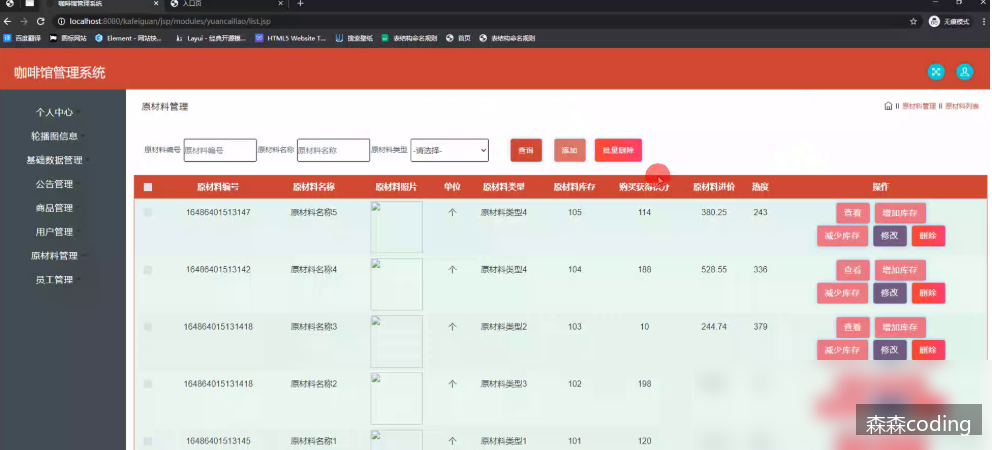 咖啡馆管理系统 入口页
localhost:8080/kafeiguan/jsp/modules/yuancailiao/list.jsp 无痕模式
百度翻译 图标网站 Element - 网站快... Layui - 经典开源模... HTML5 Website T... 搜索壁纸 表结构命名规则 首页 表结构命名规则
咖啡馆管理系统
个人中心
轮播图信息
基础数据管理
公告管理
商品管理
用户管理
原材料管理
员工管理
原材料管理 原材料管理 原材料列表
原材料编号 原材料编号 原材料名称 原材料名称 原材料类型 -请选择- 查询 添加 批量删除
原材料编号 原材料名称 原材料照片 单位 原材料类型 原材料库存 购买获得积分 原材料进价 热度 操作
16486401513147 原材料名称5 个 原材料类型4 105 114 380.25 243 查看 增加库存
减少库存 修改 删除
16486401513142 原材料名称4 个 原材料类型4 104 188 528.55 336 查看 增加库存
减少库存 修改 删除
164864015131418 原材料名称3 个 原材料类型2 103 10 244.74 379 查看 增加库存
减少库存 修改 删除
164864015131418 原材料名称2 个 原材料类型3 102 198
16486401513145 原材料名称1 个 原材料类型1 101 120
森森coding